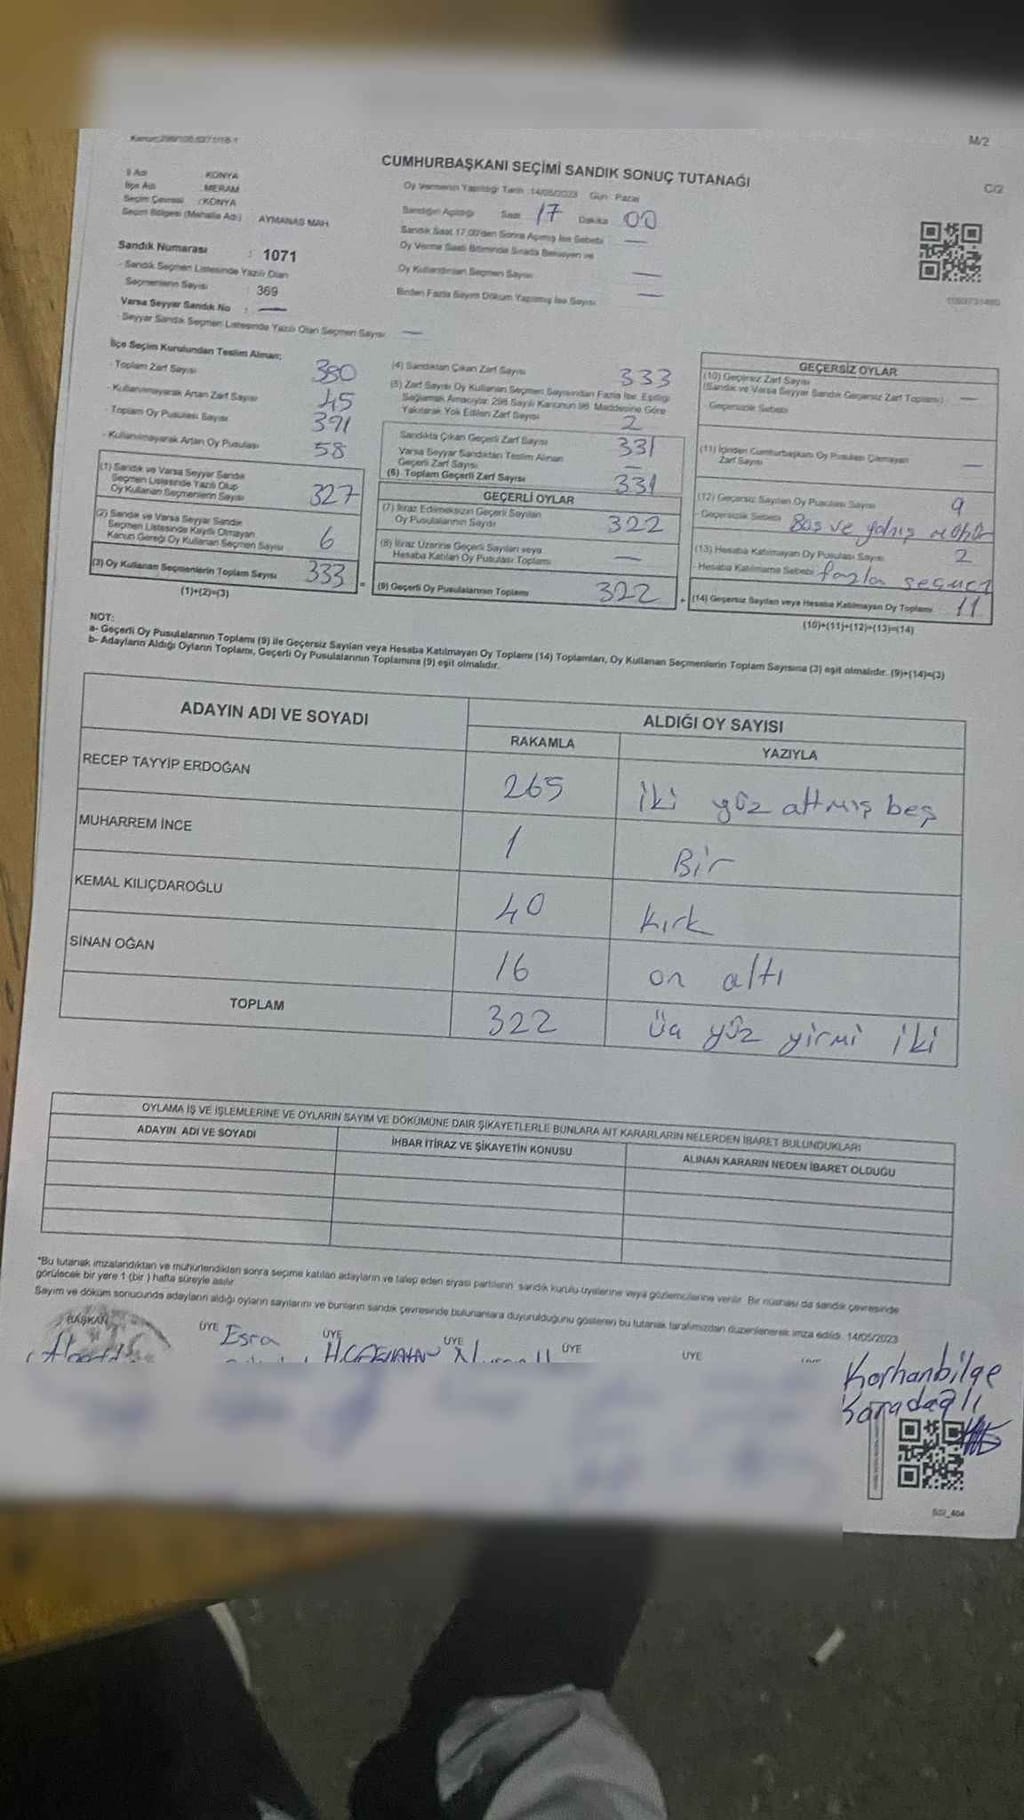 M/2
CUMHURBAŞKANI SEÇİMİ SANDIK SONUÇ TUTANAĞI
C/2
İl Adı KONYA
İlçe Adı : MERAM
Seçim Çevresi : KONYA
Seçim Bölgesi (Mahalle Adı) AYMANAS MAH
Oy Vermenin Yapıldığı Tarih : 14/05/2023 Gün : Pazar
Sandığın Açıldığı Saat 17 Dakika 00
Sandık Saat 17.00'den Sonra Açılmış İse Sebebi —
Oy Verme Saati Bitiminde Sırada Bekleyen ve
Oy Kullandırılan Seçmen Sayısı —
Birden Fazla Sayım Döküm Yapılmış İse Sayısı —
Sandık Numarası : 1071
- Sandık Seçmen Listesinde Yazılı Olan
Seçmenlerin Sayısı : 369
Varsa Seyyar Sandık No : —
- Seyyar Sandık Seçmen Listesinde Yazılı Olan Seçmen Sayısı —
İlçe Seçim Kurulundan Teslim Alınan;
- Toplam Zarf Sayısı 380
- Kullanılmayarak Artan Zarf Sayısı 45
- Toplam Oy Pusulası Sayısı 391
- Kullanılmayarak Artan Oy Pusulası 58
(1) Sandık ve Varsa Seyyar Sandık
Seçmen Listesinde Yazılı Olup
Oy Kullanan Seçmenlerin Sayısı 327
(2) Sandık ve Varsa Seyyar Sandık
Seçmen Listesinde Kayıtlı Olmayan
Kanun Gereği Oy Kullanan Seçmen Sayısı 6
(3) Oy Kullanan Seçmenlerin Toplam Sayısı 333 =
(1)+(2)=(3)
(4) Sandıktan Çıkan Zarf Sayısı 333
(5) Zarf Sayısı Oy Kullanan Seçmen Sayısından Fazla İse, Eşitliği
Sağlamak Amacıyla; 298 Sayılı Kanunun 98. Maddesine Göre
Yakılarak Yok Edilen Zarf Sayısı 2
Sandıkta Çıkan Geçerli Zarf Sayısı 331
Varsa Seyyar Sandıktan Teslim Alınan
Geçerli Zarf Sayısı —
(6) Toplam Geçerli Zarf Sayısı 331
GEÇERLİ OYLAR
(7) İtiraz Edilmeksizin Geçerli Sayılan
Oy Pusulalarının Sayısı 322
(8) İtiraz Üzerine Geçerli Sayılan veya
Hesaba Katılan Oy Pusulası Toplamı —
(9) Geçerli Oy Pusulalarının Toplamı 322 +
GEÇERSİZ OYLAR
(10) Geçersiz Zarf Sayısı
(Sandık ve Varsa Seyyar Sandık Geçersiz Zarf Toplamı) —
- Geçersizlik Sebebi
(11) İçinden Cumhurbaşkanı Oy Pusulası Çıkmayan
Zarf Sayısı —
(12) Geçersiz Sayılan Oy Pusulası Sayısı 9
- Geçersizlik Sebebi : Boş ve yalnış mühür
(13) Hesaba Katılmayan Oy Pusulası Sayısı 2
- Hesaba Katılmama Sebebi : fazla seçmen
(14) Geçersiz Sayılan veya Hesaba Katılmayan Oy Toplamı 11
(10)+(11)+(12)+(13)=(14)
NOT:
a- Geçerli Oy Pusulalarının Toplamı (9) ile Geçersiz Sayılan veya Hesaba Katılmayan Oy Toplamı (14) Toplamları, Oy Kullanan Seçmenlerin Toplam Sayısına (3) eşit olmalıdır. (9)+(14)=(3)
b- Adayların Aldığı Oyların Toplamı, Geçerli Oy Pusulalarının Toplamına (9) eşit olmalıdır.
ADAYIN ADI VE SOYADI ALDIĞI OY SAYISI
RAKAMLA YAZIYLA
RECEP TAYYİP ERDOĞAN 265 iki yüz altmış beş
MUHARREM İNCE 1 Bir
KEMAL KILIÇDAROĞLU 40 kırk
SİNAN OĞAN 16 on altı
TOPLAM 322 üç yüz yirmi iki
OYLAMA İŞ VE İŞLEMLERİNE VE OYLARIN SAYIM VE DÖKÜMÜNE DAİR ŞİKAYETLERLE BUNLARA AİT KARARLARIN NELERDEN İBARET BULUNDUKLARI
ADAYIN ADI VE SOYADI İHBAR İTİRAZ VE ŞİKAYETİN KONUSU ALINAN KARARIN NEDEN İBARET OLDUĞU
*Bu tutanak imzalandıktan ve mühürlendikten sonra seçime katılan adayların ve talep eden siyasi partilerin sandık kurulu üyelerine veya gözlemcilerine verilir. Bir nüshası da sandık çevresinde
görülecek bir yere 1 (bir ) hafta süreyle asılır.
Sayım ve döküm sonucunda adayların aldığı oyların sayılarını ve bunların sandık çevresinde bulunanlara duyurulduğunu gösteren bu tutanak tarafımızdan düzenlenerek imza edildi. 14/05/2023
BAŞKAN ÜYE Esra ÜYE ÜYE ÜYE ÜYE
Korhanbilge
Karadağlı